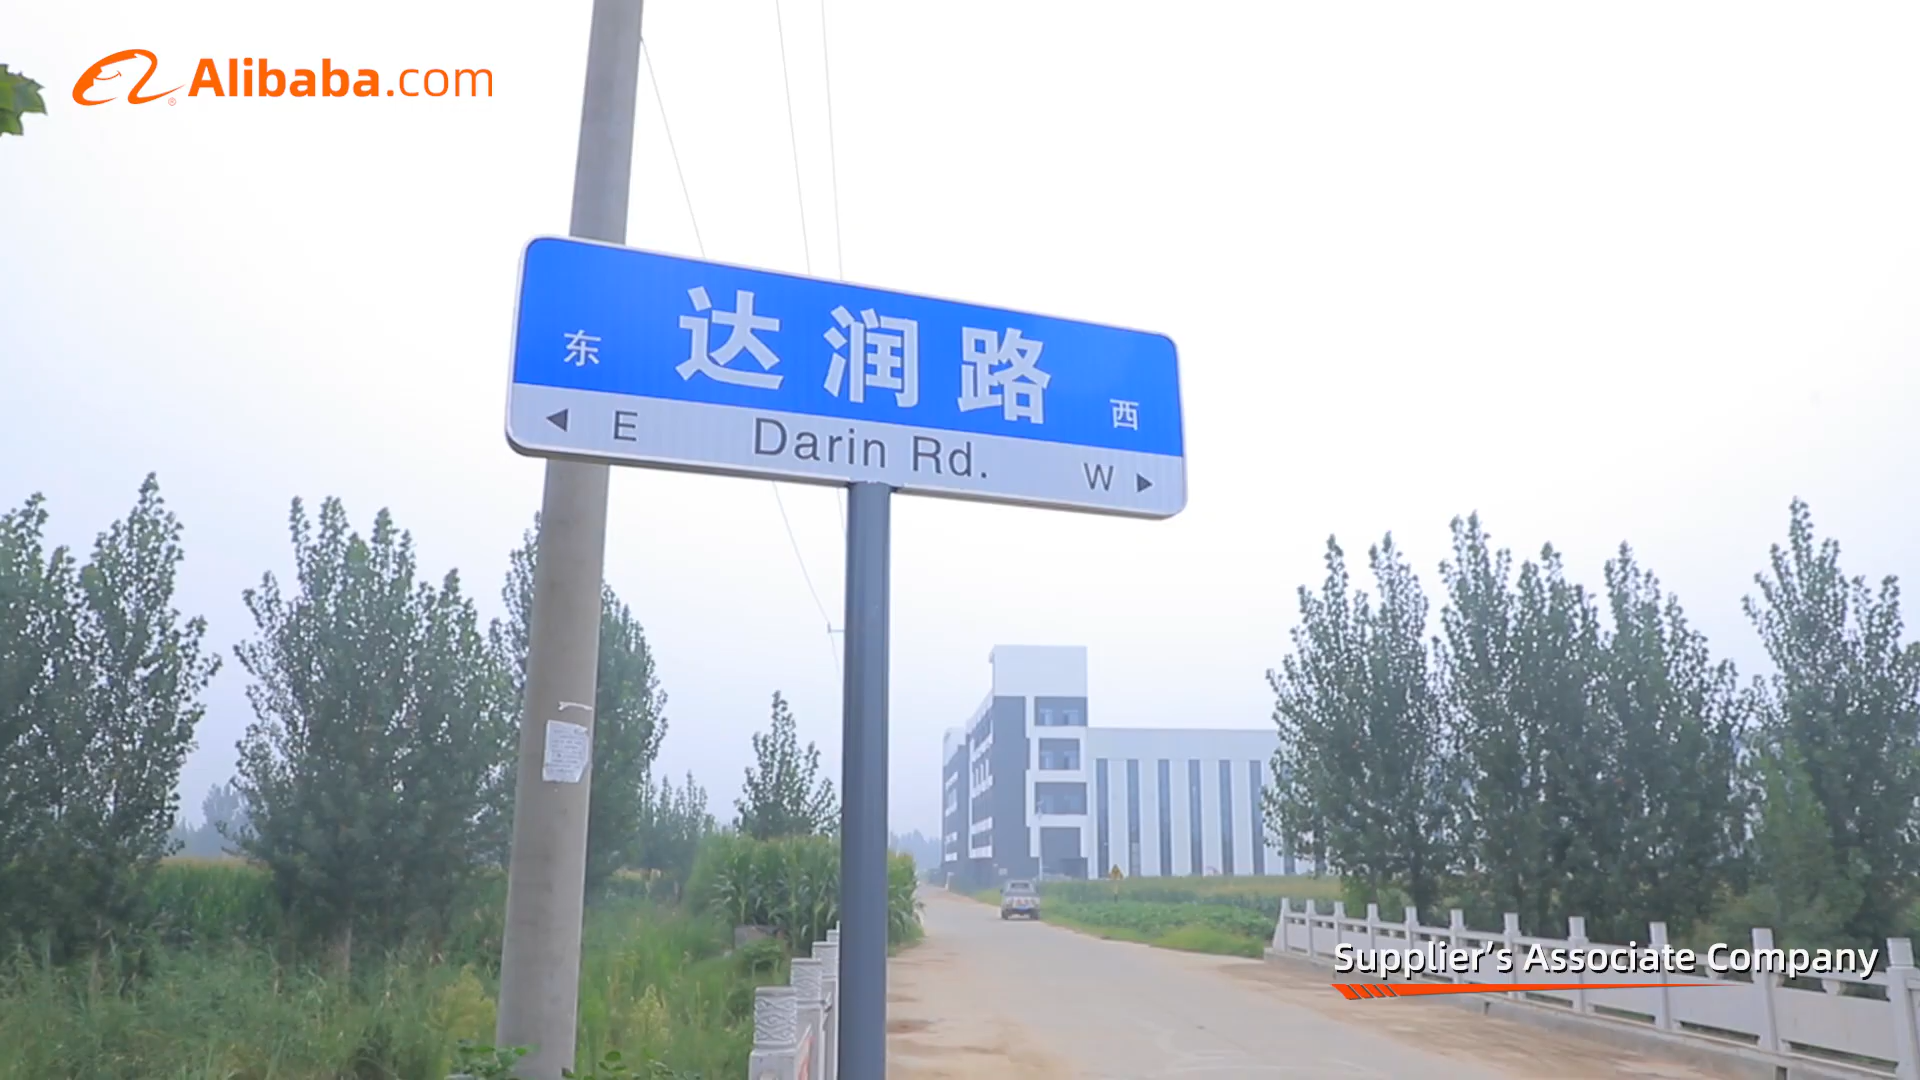 Alibaba.com
东 达润路 西
E Darin Rd. W
Supplier's Associate Company